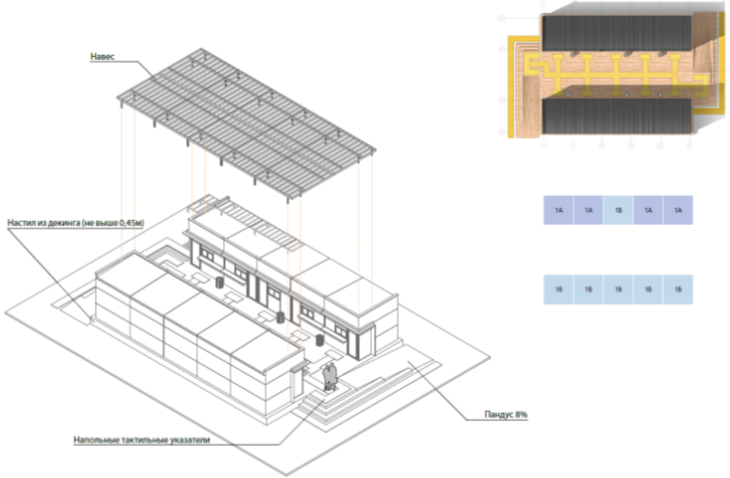 Навес
Настил из декинга (не выше 0,45м)
1А 1А 1Б 1А 1А
1Б 1Б 1Б 1Б 1Б
Пандус 8%
Напольные тактильные указатели